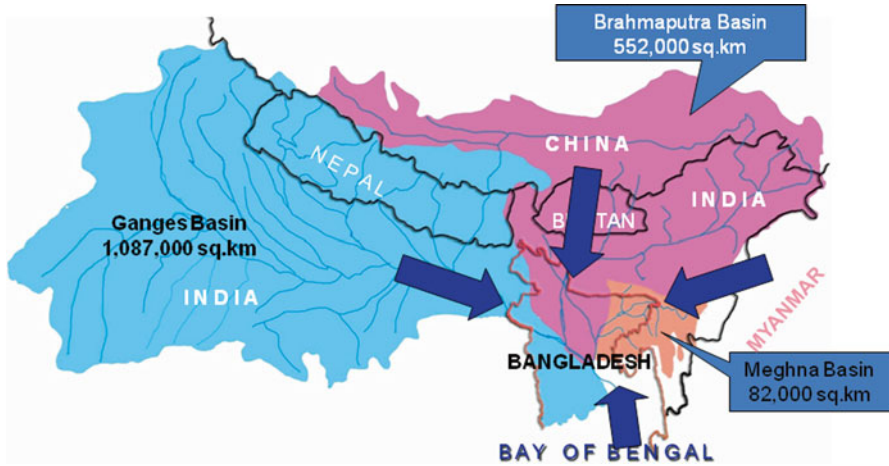 Brahmaputra Basin
552,000 sq.km
CHINA
NEPAL
INDIA
BHUTAN
Ganges Basin
1,087,000 sq.km
INDIA
MYANMAR
BANGLADESH
Meghna Basin
82,000 sq.km
BAY OF BENGAL